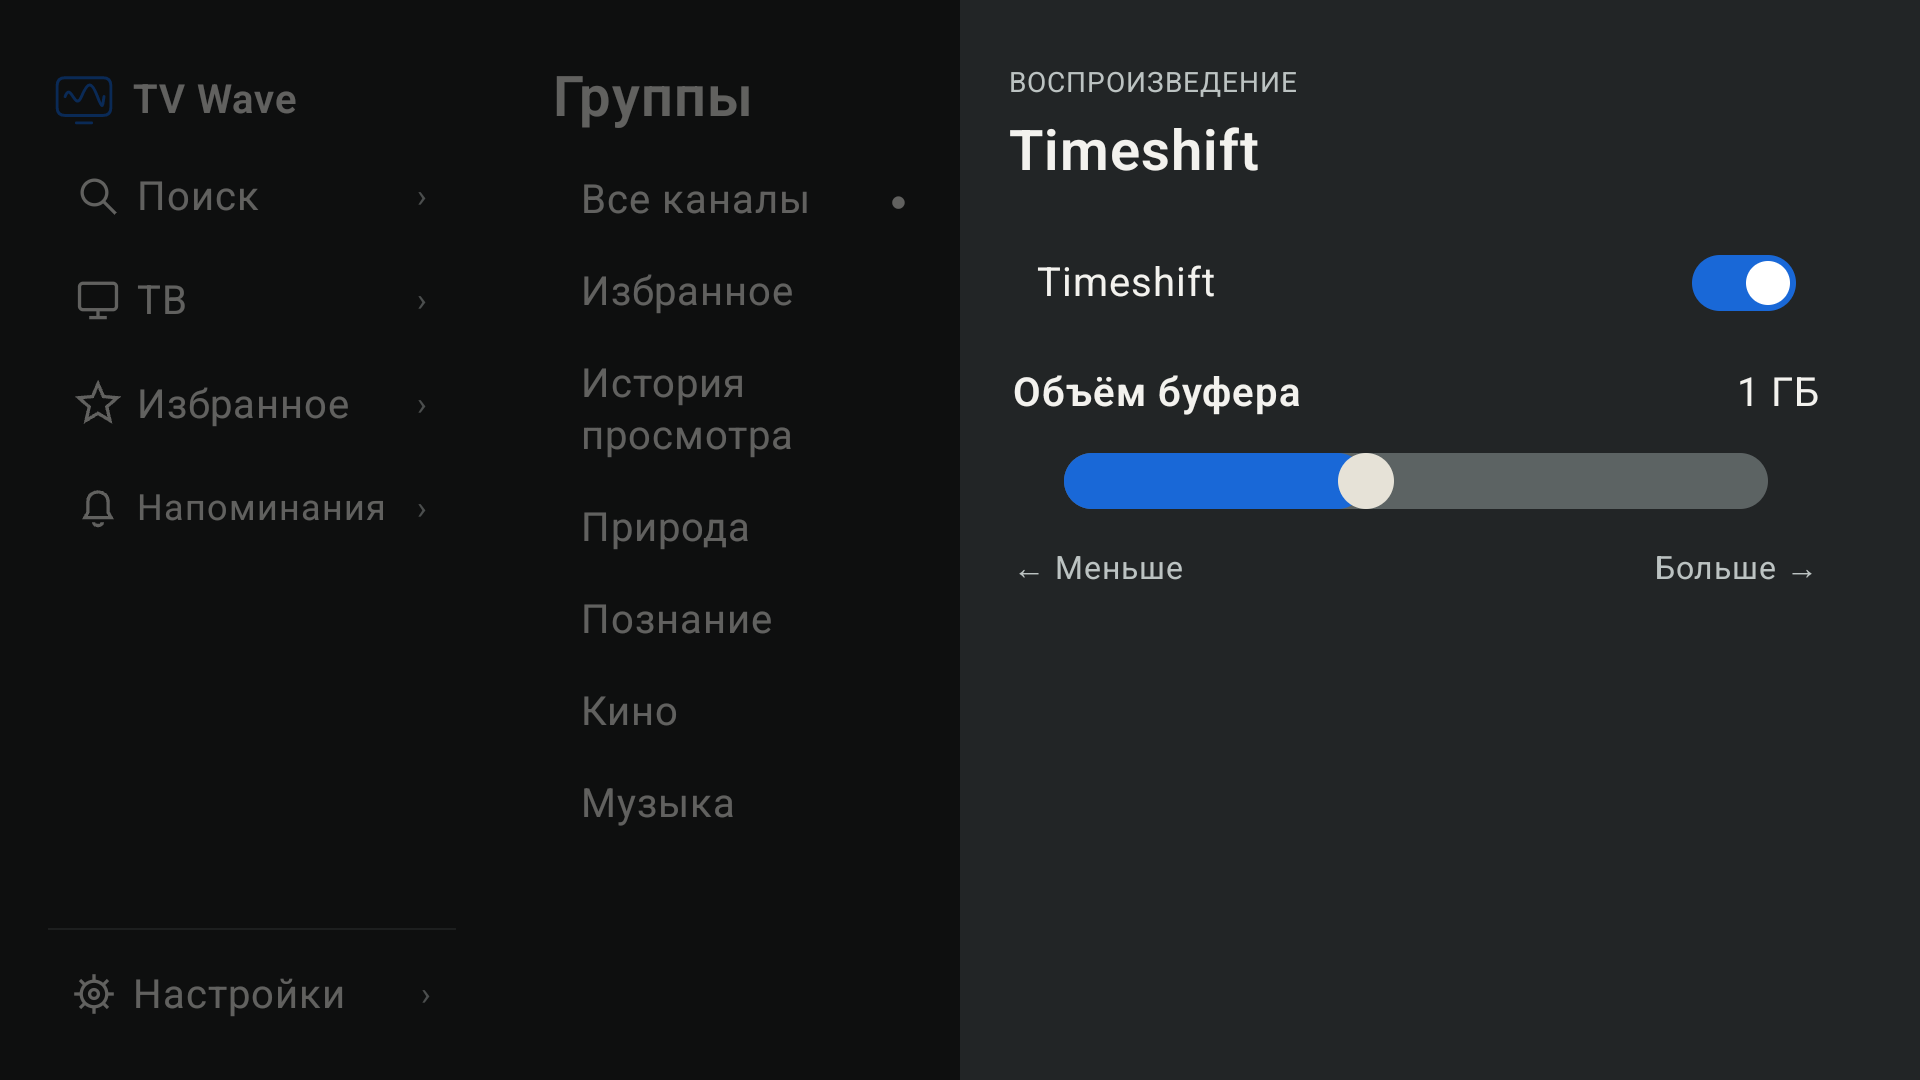 TV Wave
Поиск ›
ТВ ›
Избранное ›
Напоминания ›
Настройки ›
Группы
Все каналы •
Избранное
История
просмотра
Природа
Познание
Кино
Музыка
ВОСПРОИЗВЕДЕНИЕ
Timeshift
Timeshift
Объём буфера 1 ГБ
← Меньше Больше →